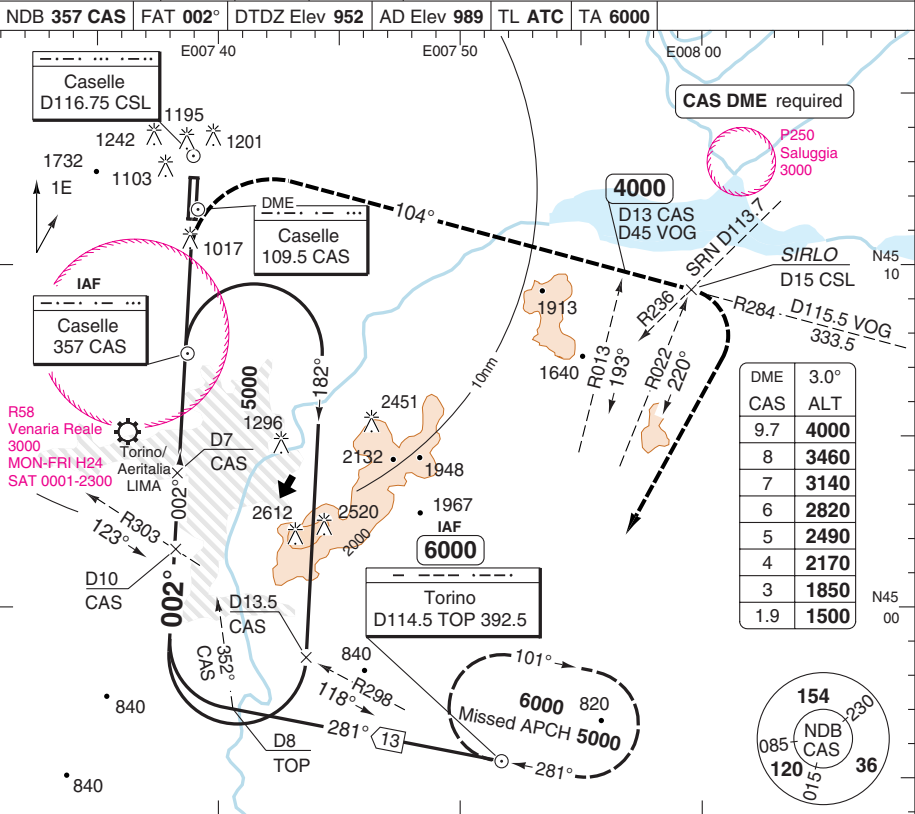 NDB 357 CAS FAT 002° DTDZ Elev 952 AD Elev 989 TL ATC TA 6000
E007 40
E007 50
E008 00
Caselle
D116.75 CSL
1195
1242
1201
1732
1103
1E
CAS DME required
P250
Saluggia
3000
4000
D13 CAS
D45 VOG
104°
DME
Caselle
109.5 CAS
1017
SRN D113.7
SIRLO
D15 CSL
N45
10
IAF
Caselle
357 CAS
1913
R236
R284
D115.5 VOG
333.5
R013
193°
R022
220°
1640
10nm
182°
5000
1296
2451
R58
Venaria Reale
3000
MON-FRI H24
SAT 0001-2300
Torino/
Aeritalia
LIMA
D7
CAS
2132
1948
002°
1967
2612
2520
2000
R303
123°
IAF
6000
Torino
D114.5 TOP 392.5
D10
CAS
002°
D13.5
CAS
352°
CAS
DME 3.0°
CAS ALT
9.7 4000
8 3460
7 3140
6 2820
5 2490
4 2170
3 1850
1.9 1500
N45
00
840
R298
118°
101°
6000
820
Missed APCH 5000
281°
840
281° 13
D8
TOP
840
154
230
NDB
CAS
085
120
36
015